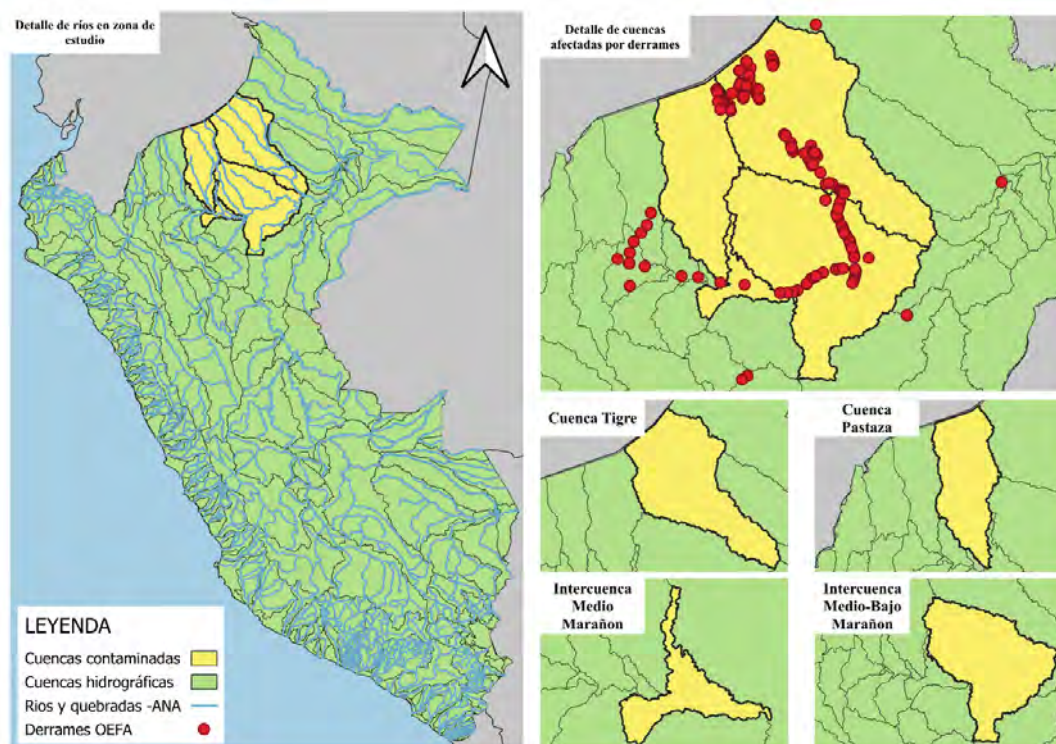 Detalle de ríos en zona de
estudio
LEYENDA
Cuencas contaminadas
Cuencas hidrográficas
Rios y quebradas -ANA
Derrames OEFA
Detalle de cuencas
afectadas por derrames
Cuenca Tigre
Cuenca
Pastaza
Intercuenca
Medio
Marañon
Intercuenca
Medio-Bajo
Marañon